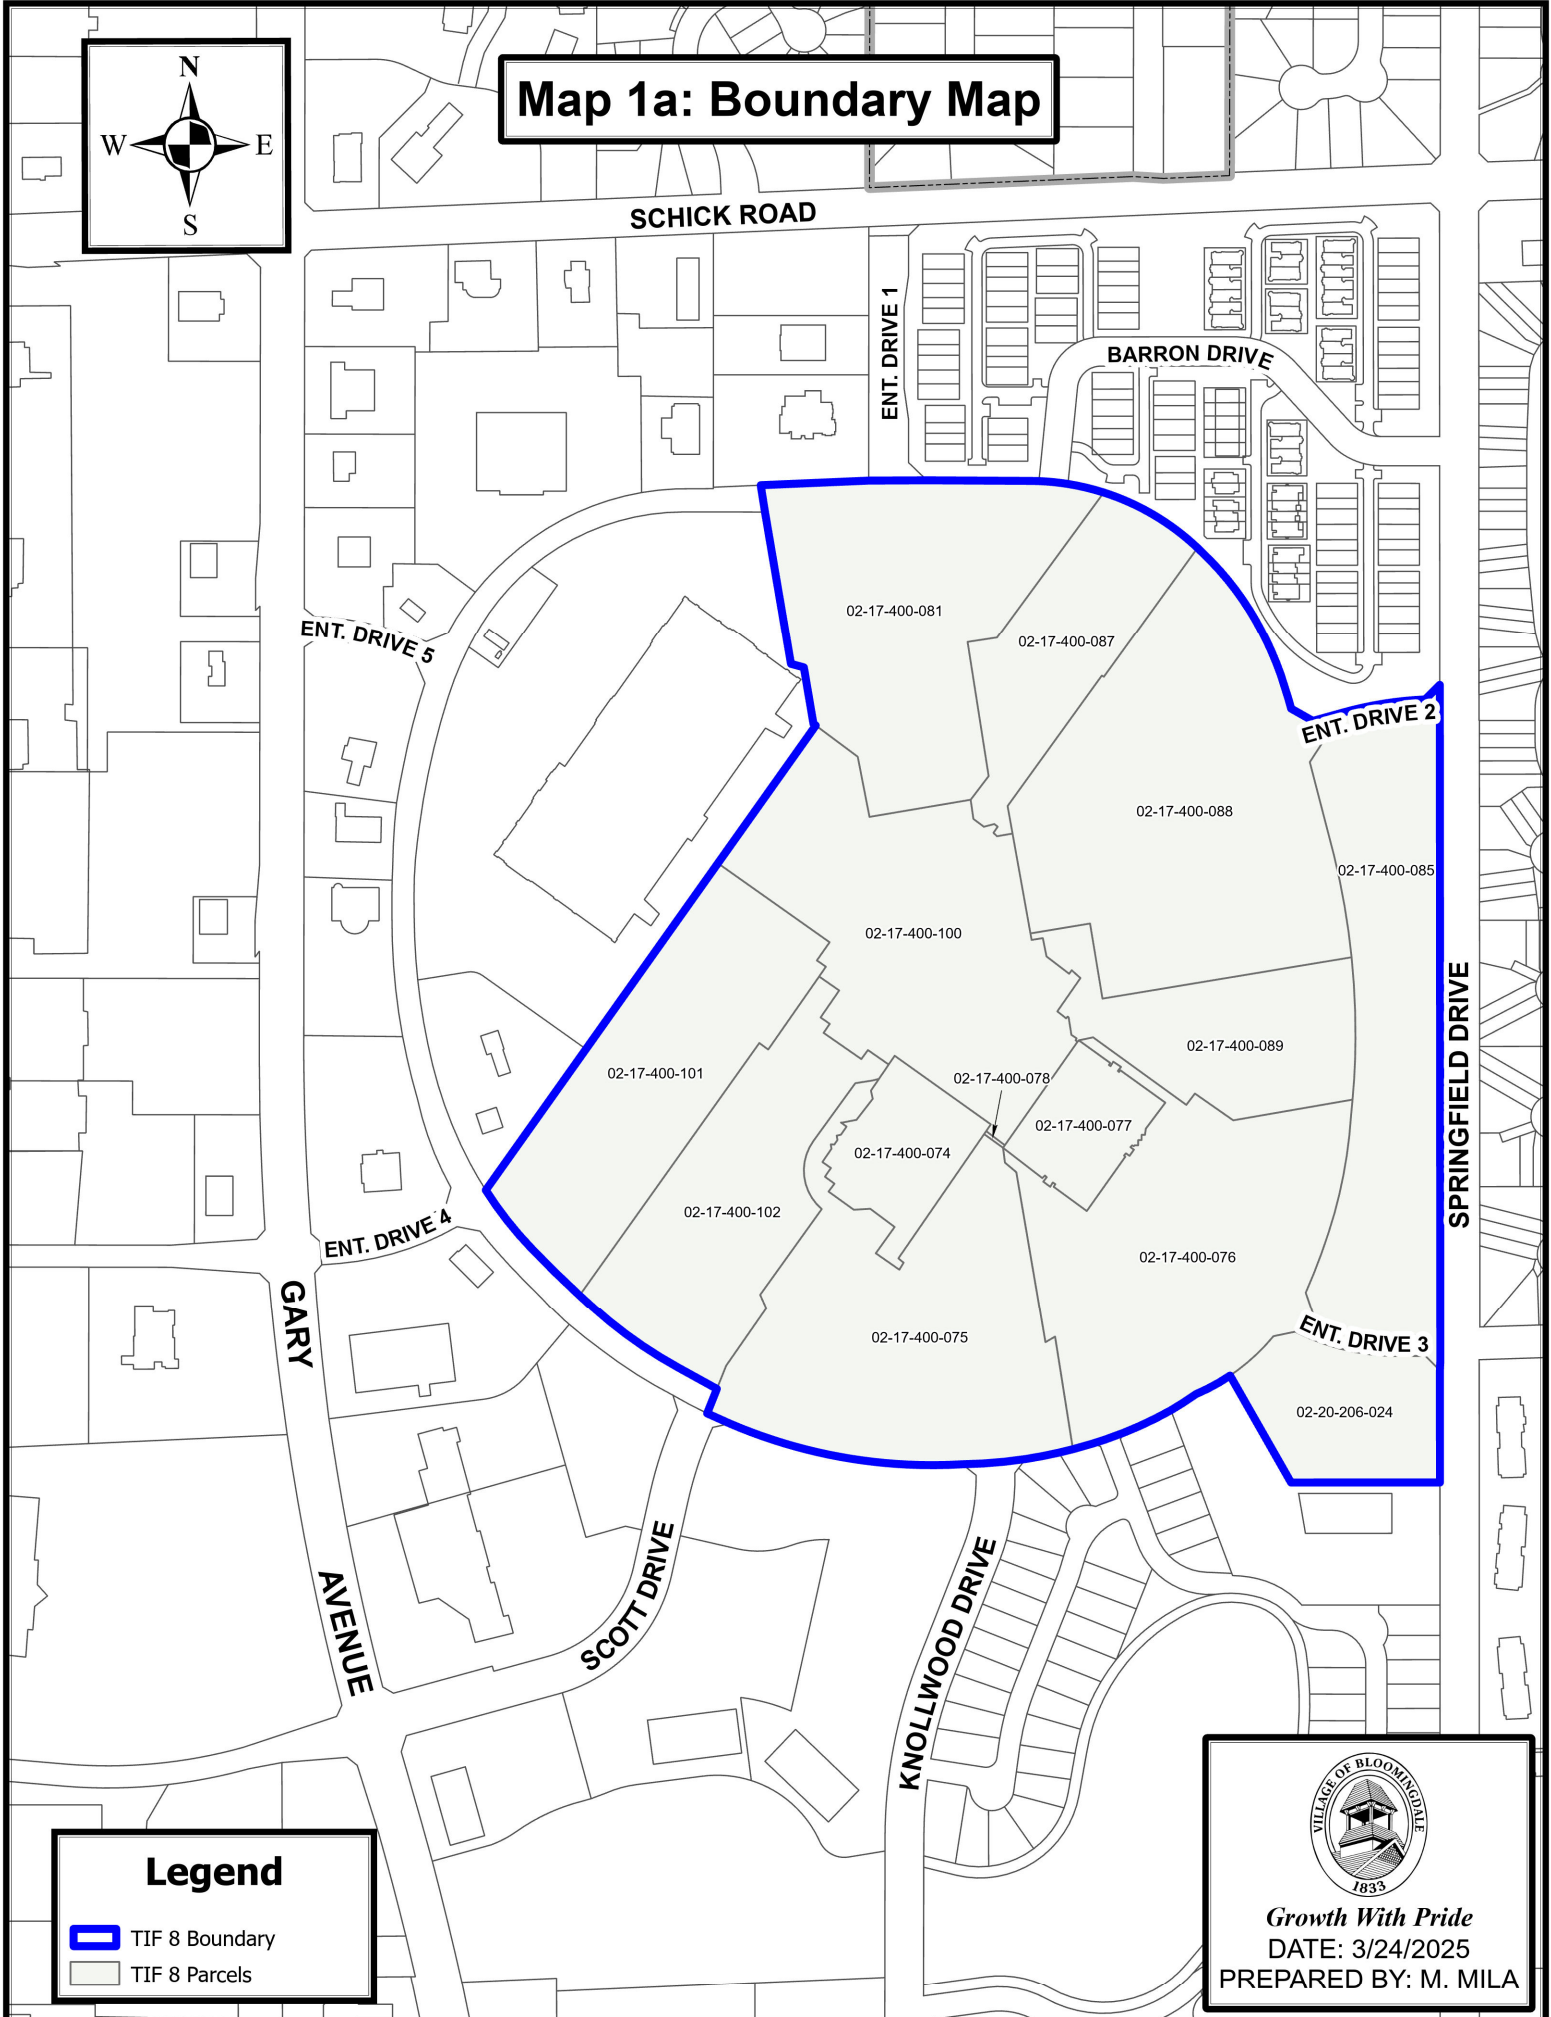 Map 1a: Boundary Map
N
W E
S
SCHICK ROAD
ENT. DRIVE 1
BARRON DRIVE
02-17-400-081
ENT. DRIVE 5
02-17-400-087
ENT. DRIVE 2
02-17-400-088
02-17-400-085
02-17-400-100
SPRINGFIELD DRIVE
02-17-400-089
02-17-400-101
02-17-400-078
02-17-400-077
02-17-400-074
02-17-400-102
ENT. DRIVE 4
02-17-400-076
GARY
AVENUE
02-17-400-075
ENT. DRIVE 3
02-20-206-024
SCOTT DRIVE
KNOLLWOOD DRIVE
Legend
TIF 8 Boundary
TIF 8 Parcels
VILLAGE OF BLOOMINGDALE
1833
Growth With Pride
DATE: 3/24/2025
PREPARED BY: M. MILA